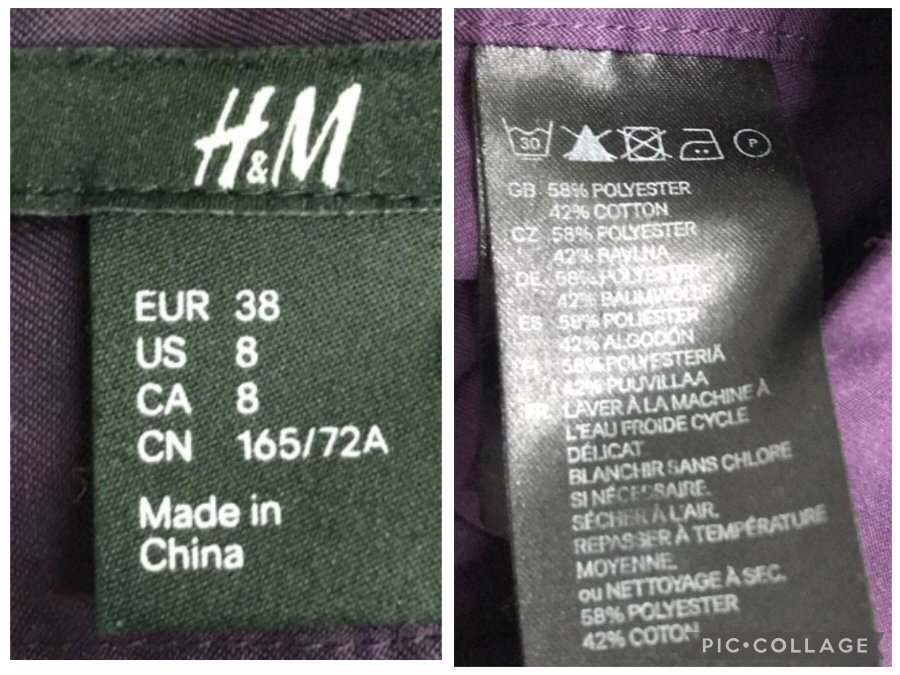 H&M
EUR 38
US 8
CA 8
CN 165/72A
Made in
China
30
P
GB 58% POLYESTER
42% COTTON
CZ 58% POLYESTER
42% BAVLNA
DE 58% POLYESTER
42% BAUMWOLLE
ES 58% POLIESTER
42% ALGODÓN
FI 58% POLYESTERIÄ
42% PUUVILLAA
FR LAVER À LA MACHINE À
L'EAU FROIDE CYCLE
DÉLICAT.
BLANCHIR SANS CHLORE
SI NÉCESSAIRE.
SÉCHER À L'AIR.
REPASSER À TEMPÉRATURE
MOYENNE.
ou NETTOYAGE À SEC.
58% POLYESTER
42% COTON
PIC•COLLAGE